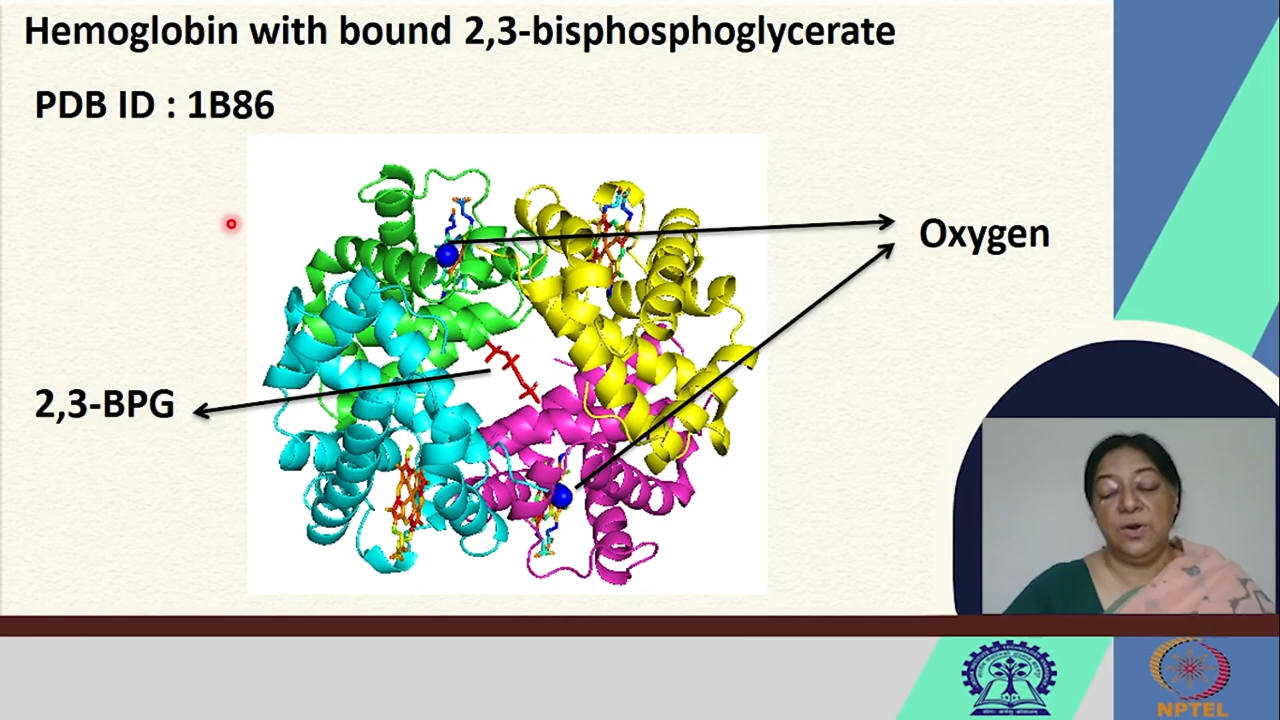 Hemoglobin with bound 2,3-bisphosphoglycerate
PDB ID : 1B86
Oxygen
2,3-BPG
NPTEL